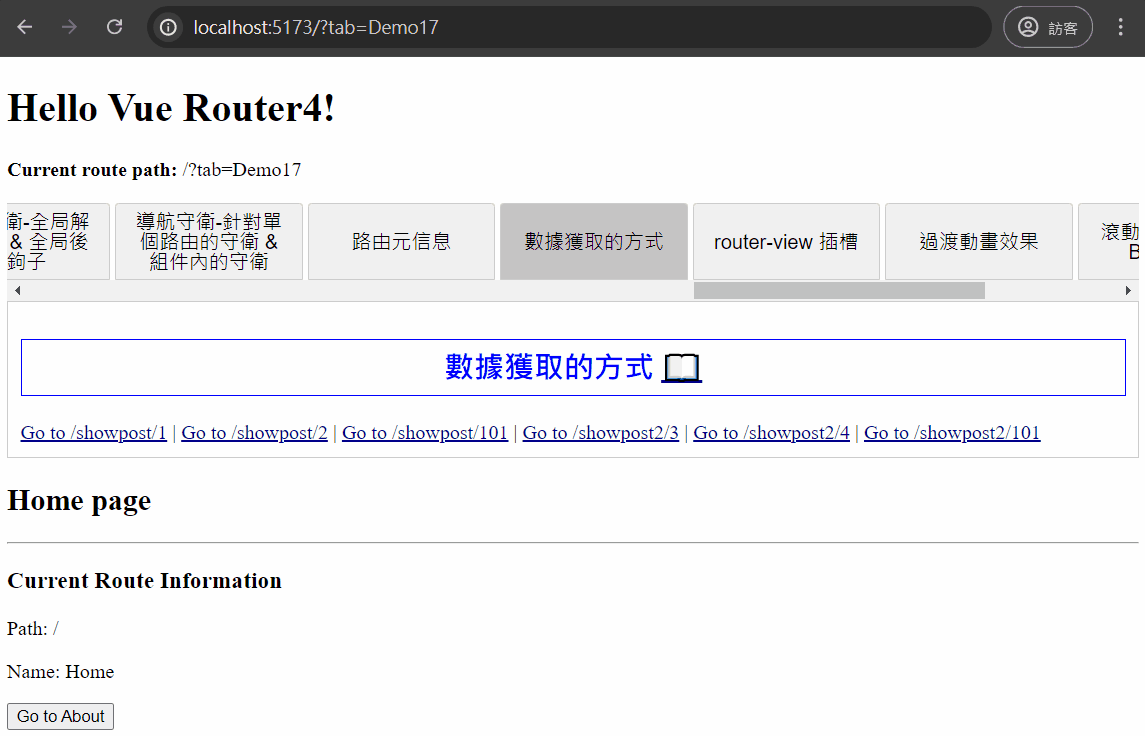 localhost:5173/?tab=Demo17
訪客
Hello Vue Router4!
Current route path: /?tab=Demo17
衛-全局解
& 全局後
鉤子
導航守衛-針對單
個路由的守衛 &
組件內的守衛
路由元信息
數據獲取的方式
router-view 插槽
過渡動畫效果
滾動
B
數據獲取的方式 📖
Go to /showpost/1 | Go to /showpost/2 | Go to /showpost/101 | Go to /showpost2/3 | Go to /showpost2/4 | Go to /showpost2/101
Home page
Current Route Information
Path: /
Name: Home
Go to About